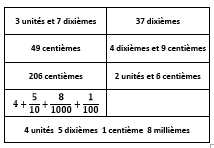 3 unités et 7 dixièmes 37 dixièmes
49 centièmes 4 dixièmes et 9 centièmes
206 centièmes 2 unités et 6 centièmes
4 + 5/10 + 8/1000 + 1/100
4 unités 5 dixièmes 1 centième 8 millièmes